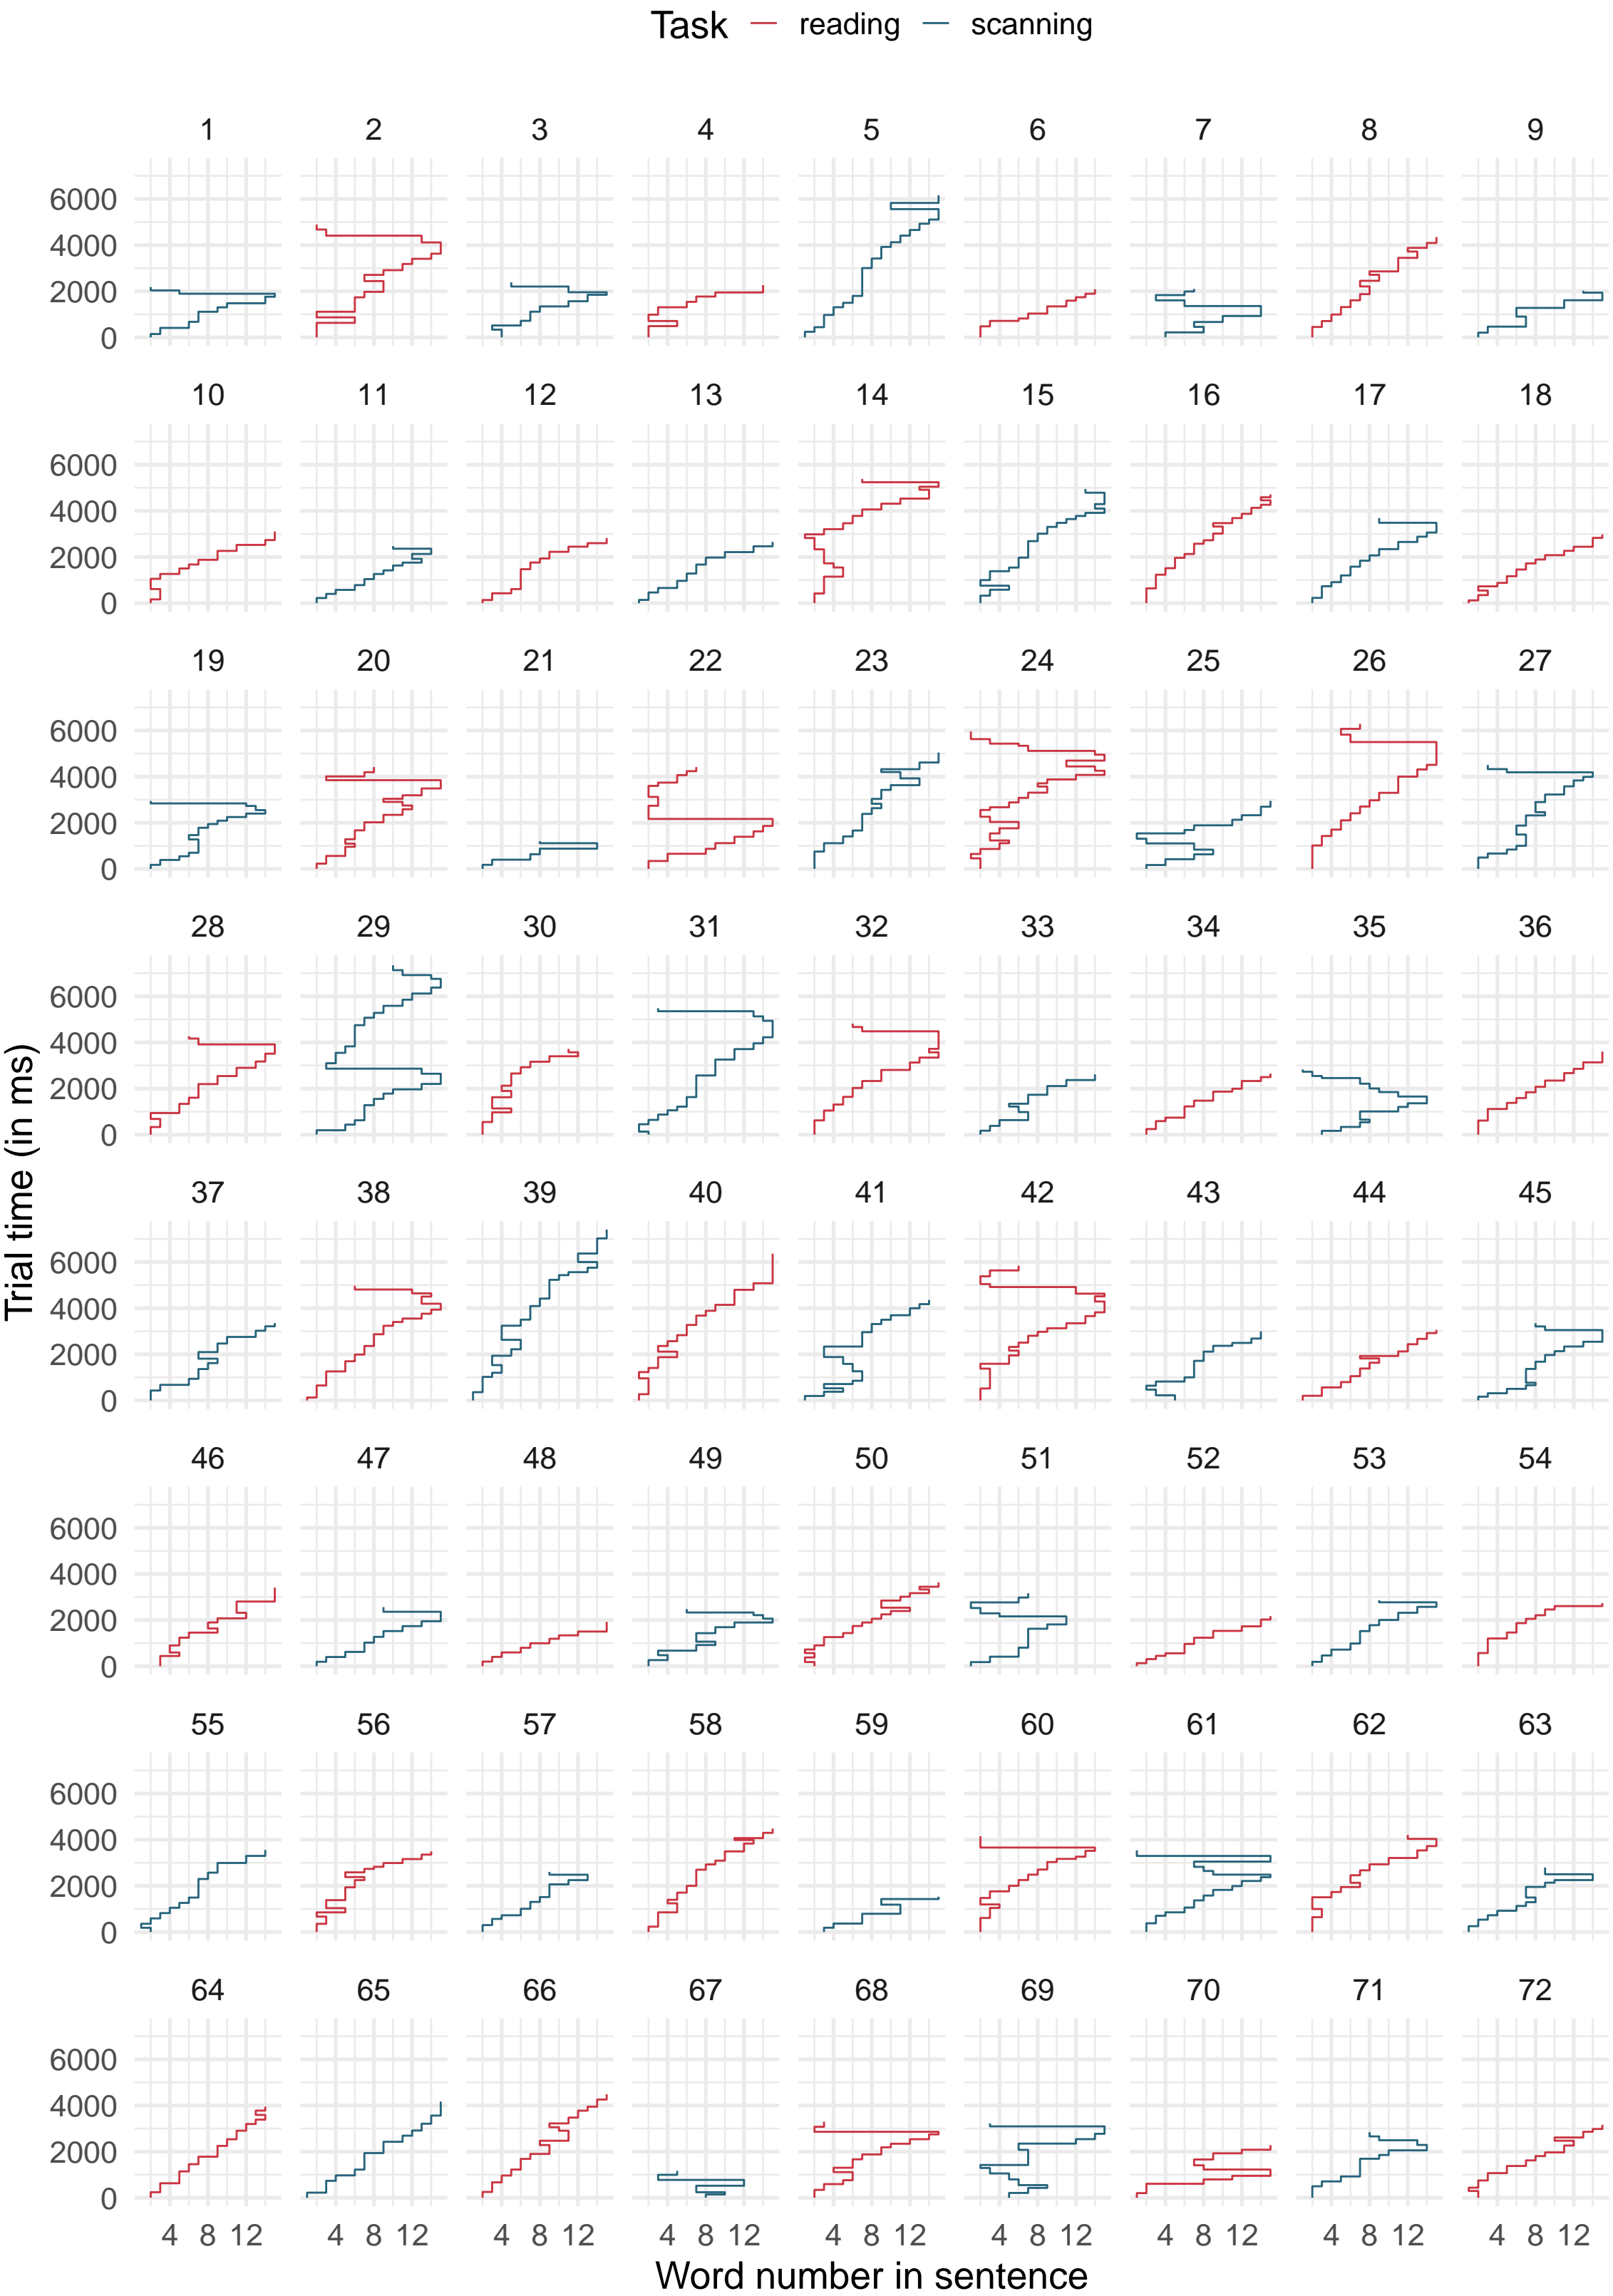 Task reading scanning
1 2 3 4 5 6 7 8 9
6000
4000
2000
0
10 11 12 13 14 15 16 17 18
6000
4000
2000
0
19 20 21 22 23 24 25 26 27
6000
4000
2000
0
28 29 30 31 32 33 34 35 36
6000
4000
2000
0
Trial time (in ms)
37 38 39 40 41 42 43 44 45
6000
4000
2000
0
46 47 48 49 50 51 52 53 54
6000
4000
2000
0
55 56 57 58 59 60 61 62 63
6000
4000
2000
0
64 65 66 67 68 69 70 71 72
6000
4000
2000
0
4 8 12 4 8 12 4 8 12 4 8 12 4 8 12 4 8 12 4 8 12 4 8 12 4 8 12
Word number in sentence